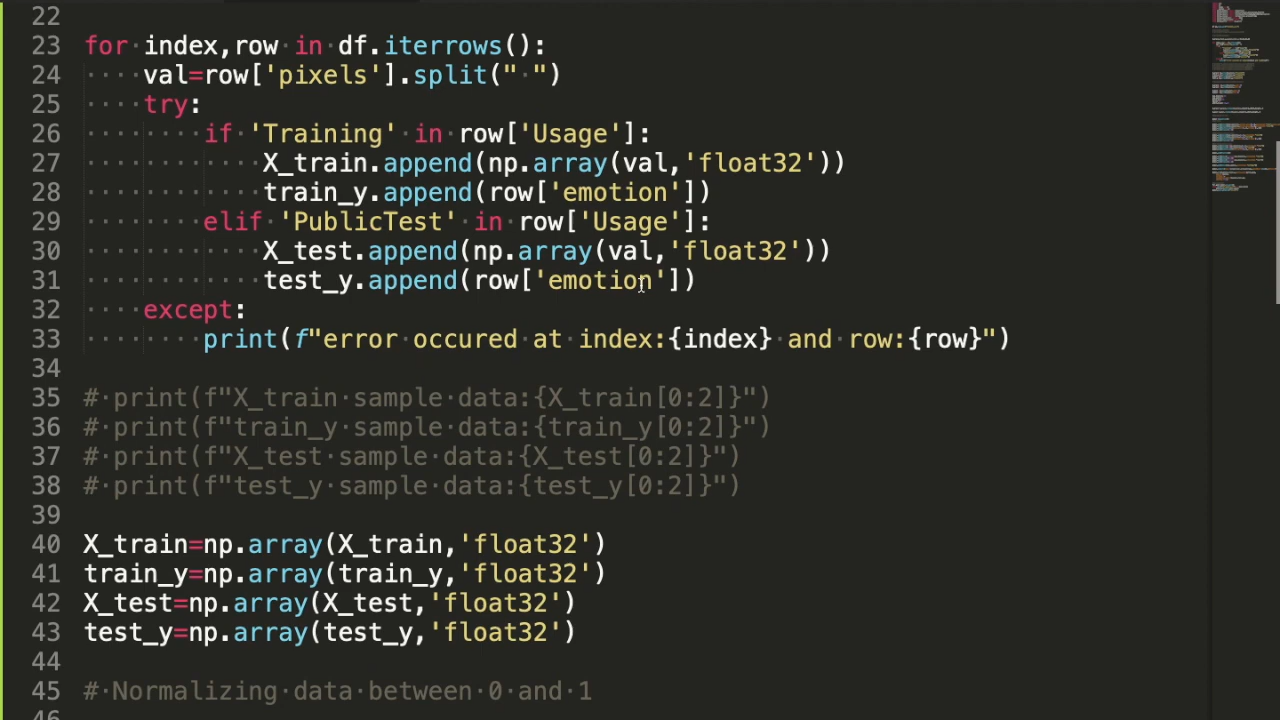 22
23 for index,row in df.iterrows():
24     val=row['pixels'].split(" ")
25     try:
26         if 'Training' in row['Usage']:
27             X_train.append(np.array(val,'float32'))
28             train_y.append(row['emotion'])
29         elif 'PublicTest' in row['Usage']:
30             X_test.append(np.array(val,'float32'))
31             test_y.append(row['emotion'])
32     except:
33         print(f"error occured at index:{index} and row:{row}")
34
35 # print(f"X_train sample data:{X_train[0:2]}")
36 # print(f"train_y sample data:{train_y[0:2]}")
37 # print(f"X_test sample data:{X_test[0:2]}")
38 # print(f"test_y sample data:{test_y[0:2]}")
39
40 X_train=np.array(X_train,'float32')
41 train_y=np.array(train_y,'float32')
42 X_test=np.array(X_test,'float32')
43 test_y=np.array(test_y,'float32')
44
45 # Normalizing data between 0 and 1
46